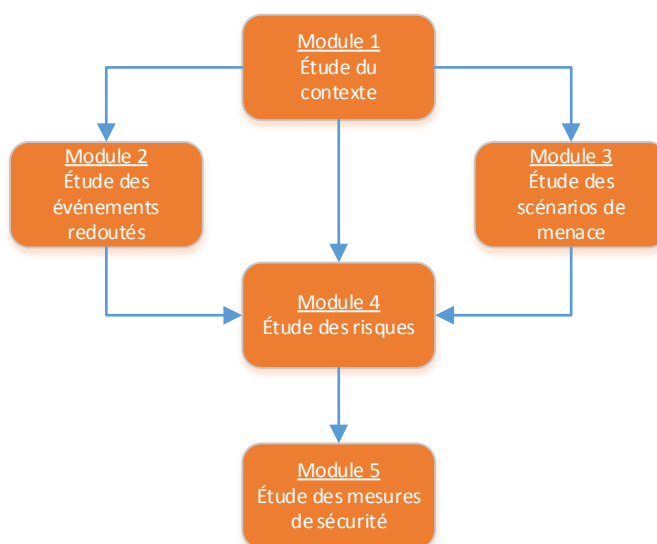 Module 1
Étude du
contexte
Module 2
Étude des
événements
redoutés
Module 3
Étude des
scénarios de
menace
Module 4
Étude des risques
Module 5
Étude des mesures
de sécurité